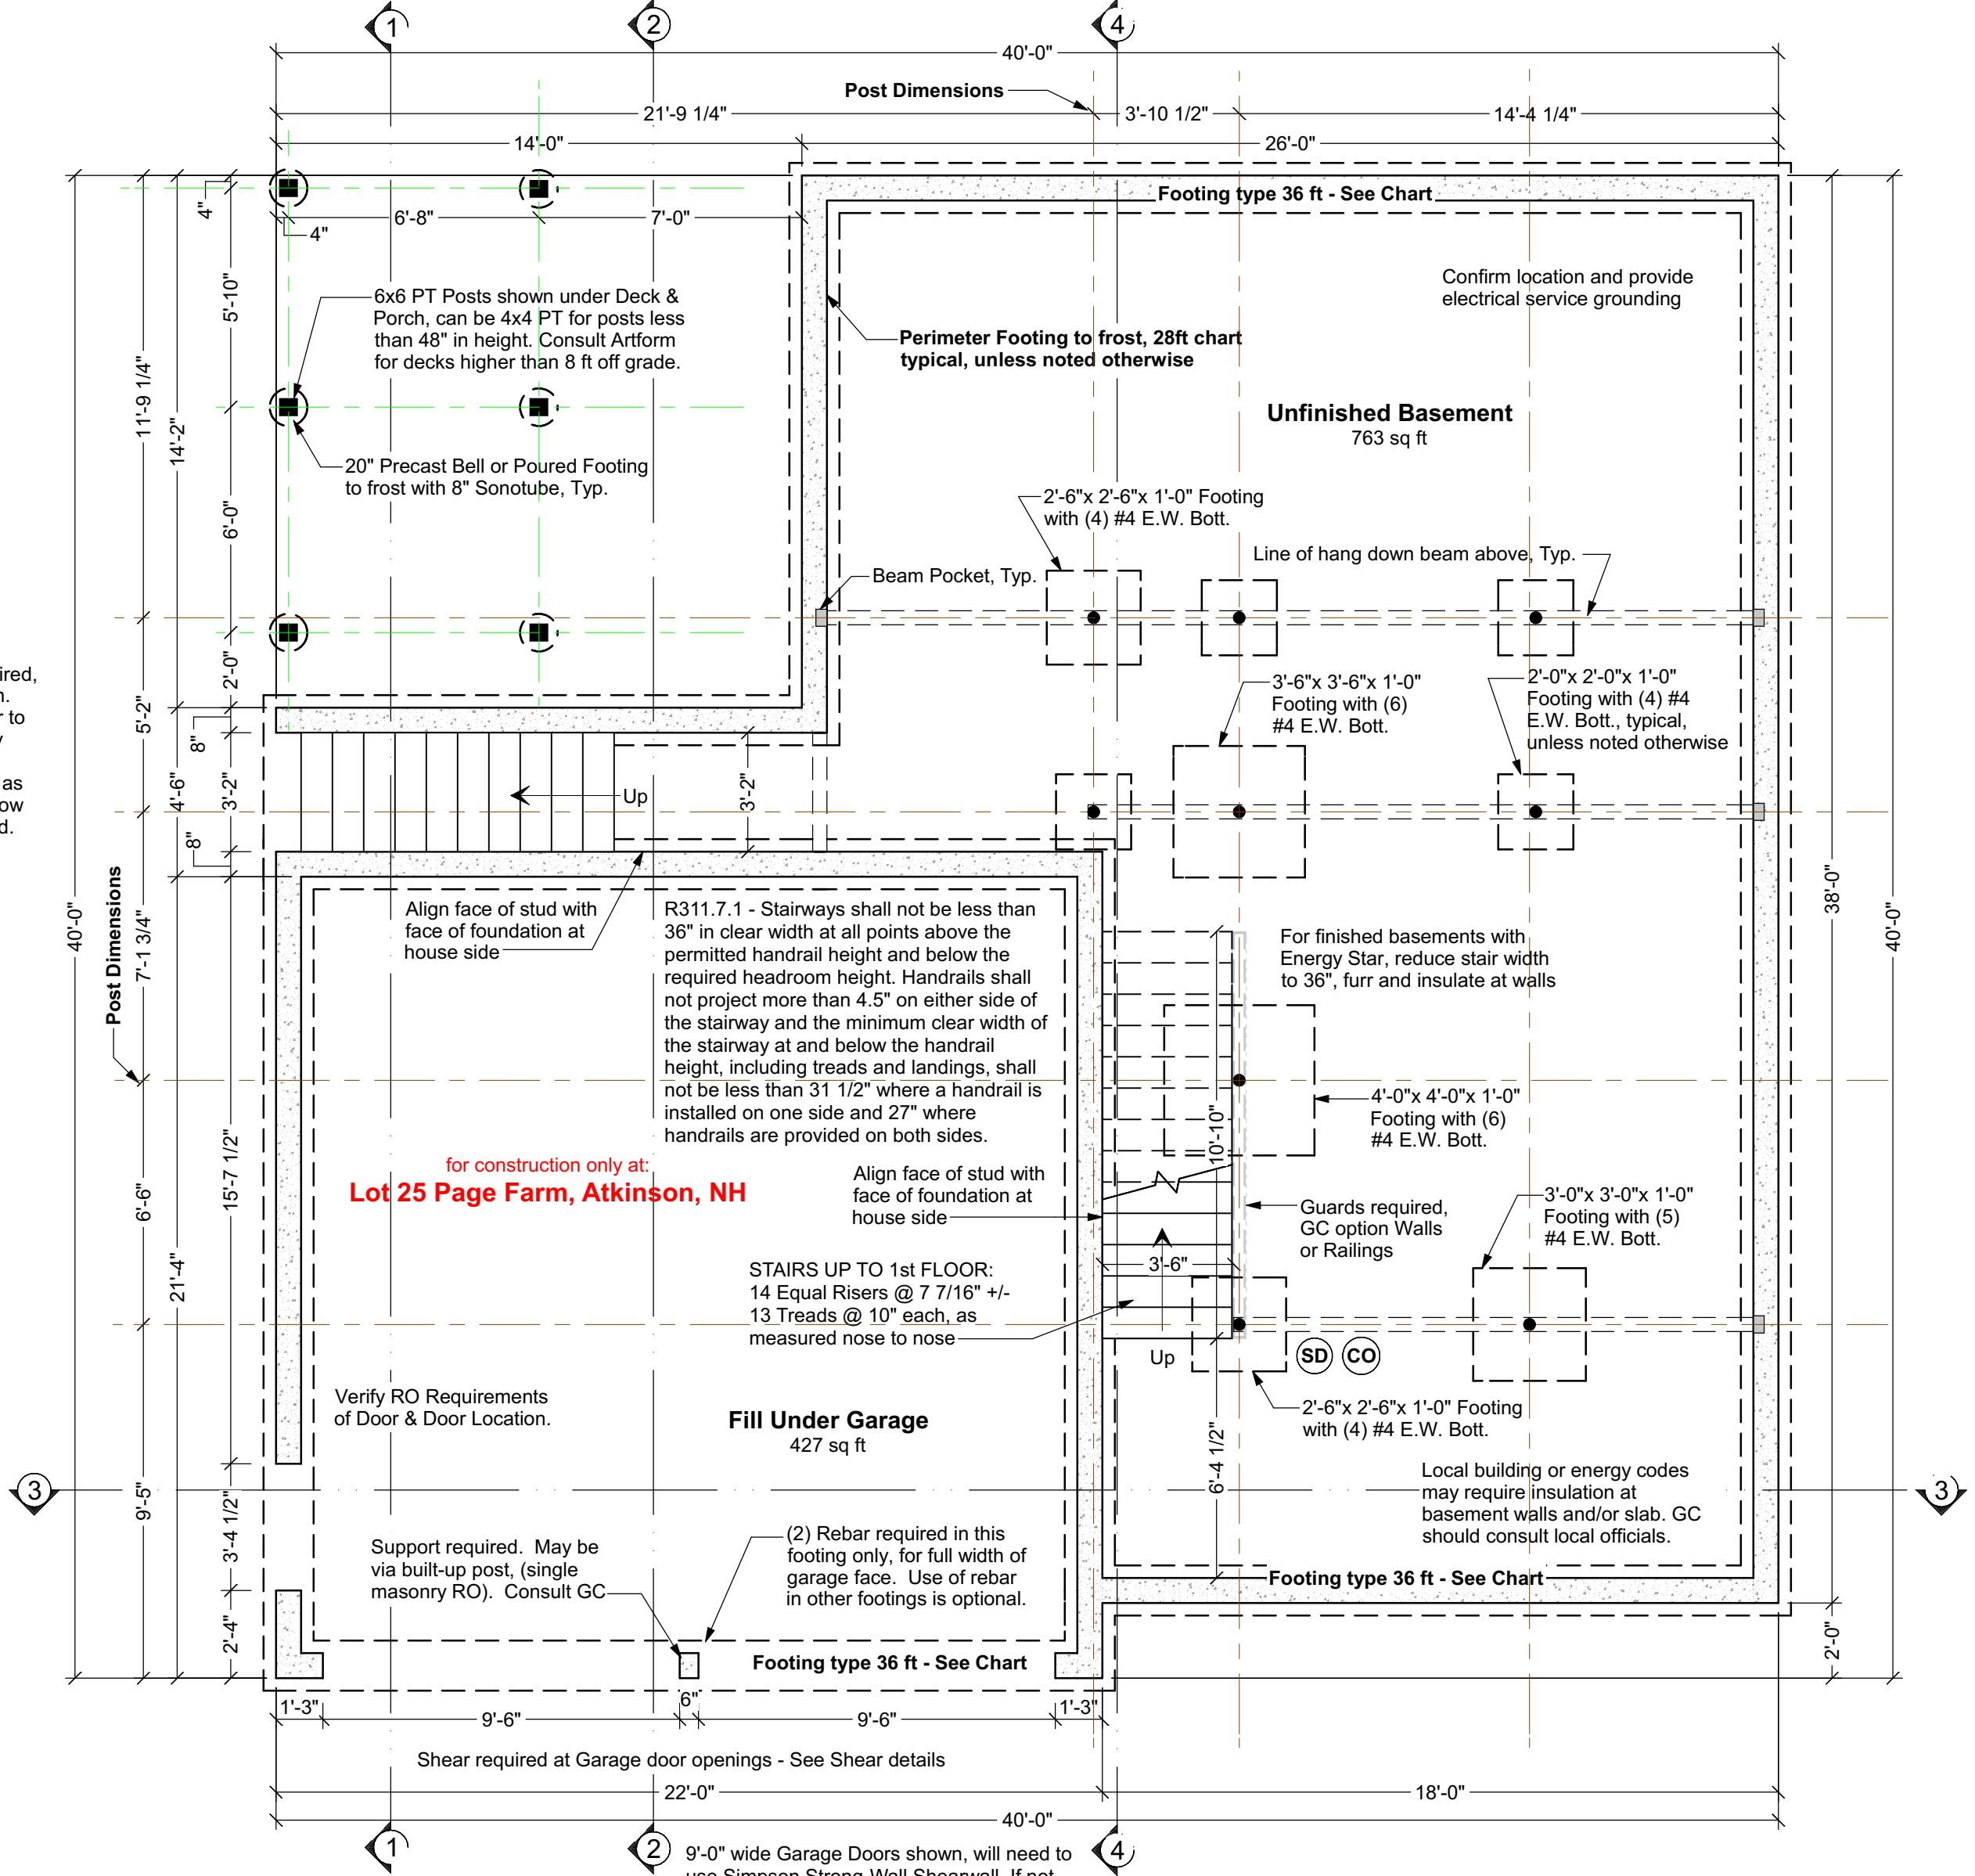 1
2
4
40'-0"
Post Dimensions
21'-9 1/4"
3'-10 1/2"
14'-4 1/4"
14'-0"
26'-0"
Footing type 36 ft - See Chart
4"
6'-8"
7'-0"
4"
5'-10"
6x6 PT Posts shown under Deck &
Porch, can be 4x4 PT for posts less
than 48" in height. Consult Artform
for decks higher than 8 ft off grade.
Confirm location and provide
electrical service grounding
Perimeter Footing to frost, 28ft chart
typical, unless noted otherwise
11'-9 1/4"
14'-2"
Unfinished Basement
763 sq ft
20" Precast Bell or Poured Footing
to frost with 8" Sonotube, Typ.
6'-0"
2'-6"x 2'-6"x 1'-0" Footing
with (4) #4 E.W. Bott.
Line of hang down beam above, Typ.
Beam Pocket, Typ.
2'-0"
3'-6"x 3'-6"x 1'-0"
Footing with (6)
#4 E.W. Bott.
2'-0"x 2'-0"x 1'-0"
Footing with (4) #4
E.W. Bott., typical,
unless noted otherwise
ired,
n.
r to
y
as
ow
d.
5'-2"
8"
4'-6"
3'-2"
Up
3'-2"
8"
Post Dimensions
40'-0"
7'-1 3/4"
38'-0"
40'-0"
Align face of stud with
face of foundation at
house side
R311.7.1 - Stairways shall not be less than
36" in clear width at all points above the
permitted handrail height and below the
required headroom height. Handrails shall
not project more than 4.5" on either side of
the stairway and the minimum clear width of
the stairway at and below the handrail
height, including treads and landings, shall
not be less than 31 1/2" where a handrail is
installed on one side and 27" where
handrails are provided on both sides.
For finished basements with
Energy Star, reduce stair width
to 36", furr and insulate at walls
10'-10"
4'-0"x 4'-0"x 1'-0"
Footing with (6)
#4 E.W. Bott.
for construction only at:
Lot 25 Page Farm, Atkinson, NH
6'-6"
15'-7 1/2"
21'-4"
Align face of stud with
face of foundation at
house side
Guards required,
GC option Walls
or Railings
3'-0"x 3'-0"x 1'-0"
Footing with (5)
#4 E.W. Bott.
3'-6"
STAIRS UP TO 1st FLOOR:
14 Equal Risers @ 7 7/16" +/-
13 Treads @ 10" each, as
measured nose to nose
Up
SD
CO
Verify RO Requirements
of Door & Door Location.
Fill Under Garage
427 sq ft
2'-6"x 2'-6"x 1'-0" Footing
with (4) #4 E.W. Bott.
6'-4 1/2"
3
9'-5"
3
Local building or energy codes
may require insulation at
basement walls and/or slab. GC
should consult local officials.
3'-4 1/2"
Support required. May be
via built-up post, (single
masonry RO). Consult GC
(2) Rebar required in this
footing only, for full width of
garage face. Use of rebar
in other footings is optional.
Footing type 36 ft - See Chart
2'-4"
2'-0"
Footing type 36 ft - See Chart
1'-3"
9'-6"
6"
9'-6"
1'-3"
Shear required at Garage door openings - See Shear details
22'-0"
18'-0"
40'-0"
1
2
4
9'-0" wide Garage Doors shown, will need to
use Simpson Strong-Wall Shearwall. If not